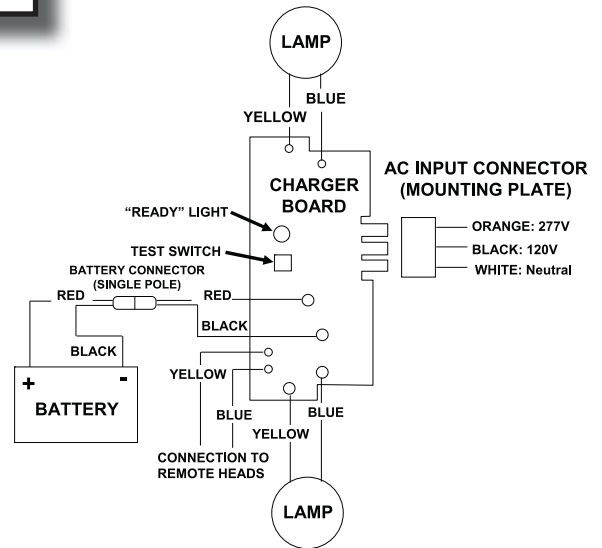 LAMP
YELLOW
BLUE
CHARGER
BOARD
AC INPUT CONNECTOR
(MOUNTING PLATE)
ORANGE: 277V
BLACK: 120V
WHITE: Neutral
“READY” LIGHT
TEST SWITCH
BATTERY CONNECTOR
(SINGLE POLE)
RED
RED
BLACK
BLACK
+
-
BATTERY
YELLOW
BLUE
YELLOW
BLUE
CONNECTION TO
REMOTE HEADS
LAMP